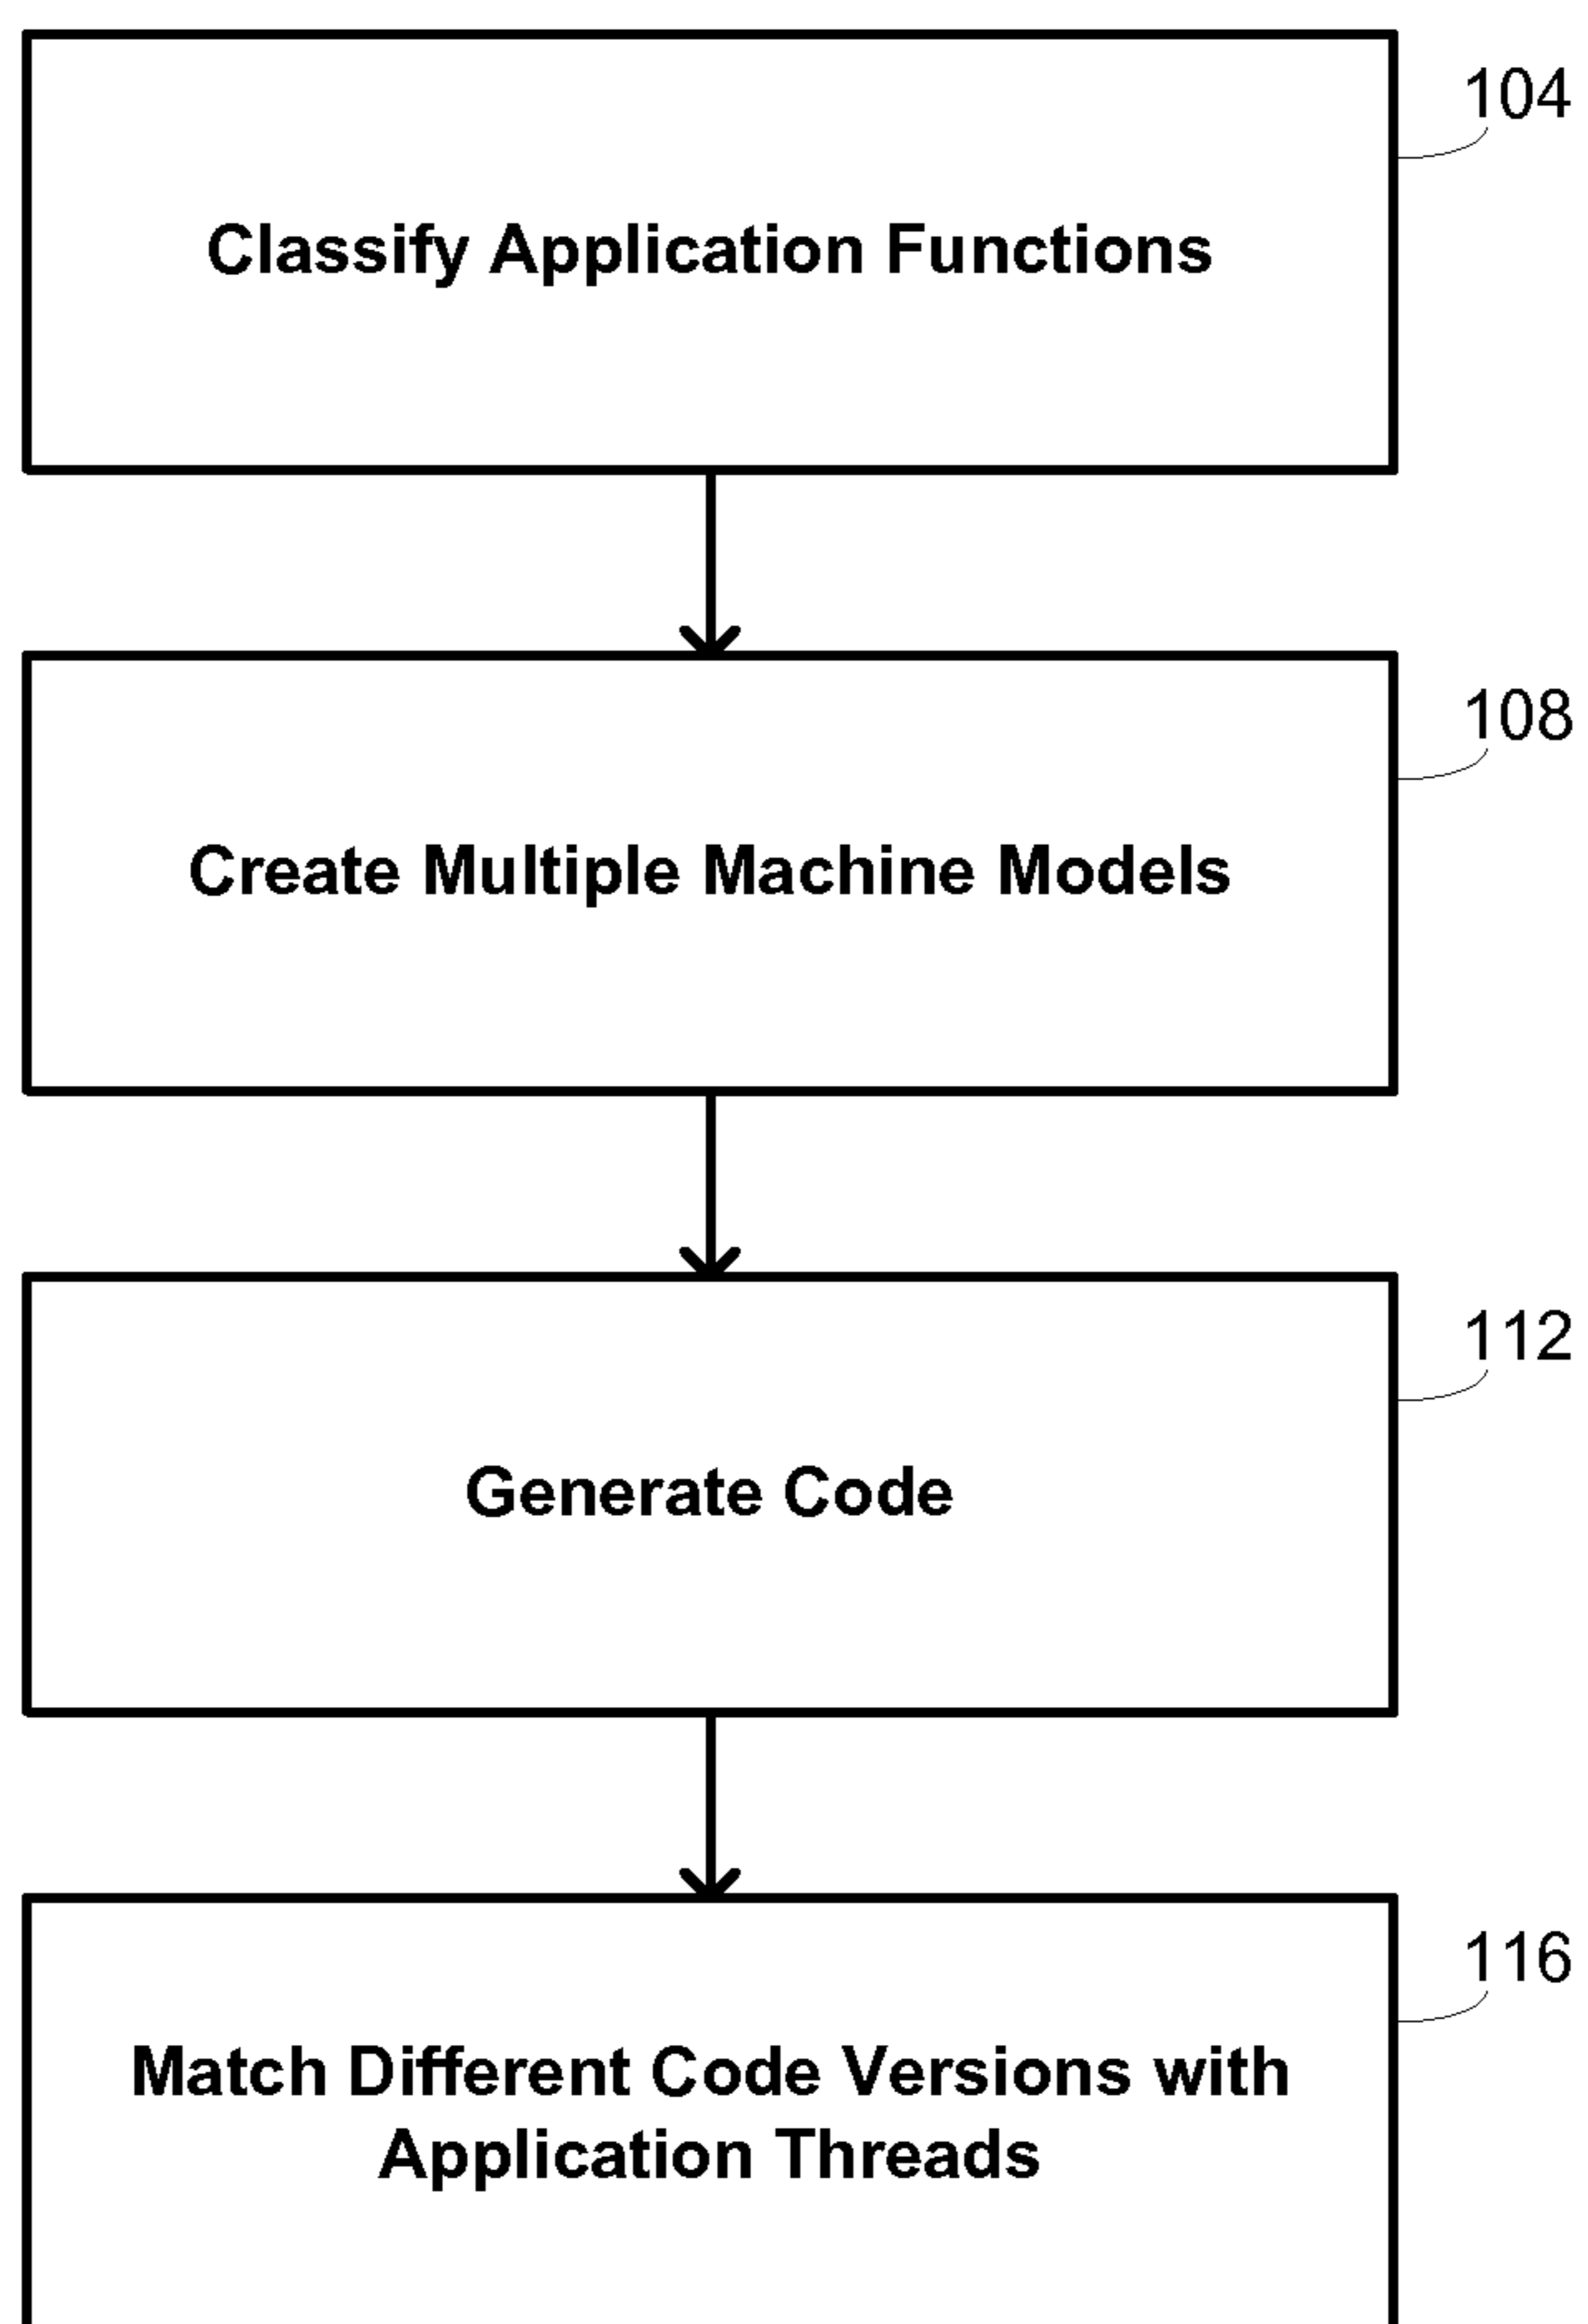 104
Classify Application Functions
108
Create Multiple Machine Models
112
Generate Code
116
Match Different Code Versions with
Application Threads